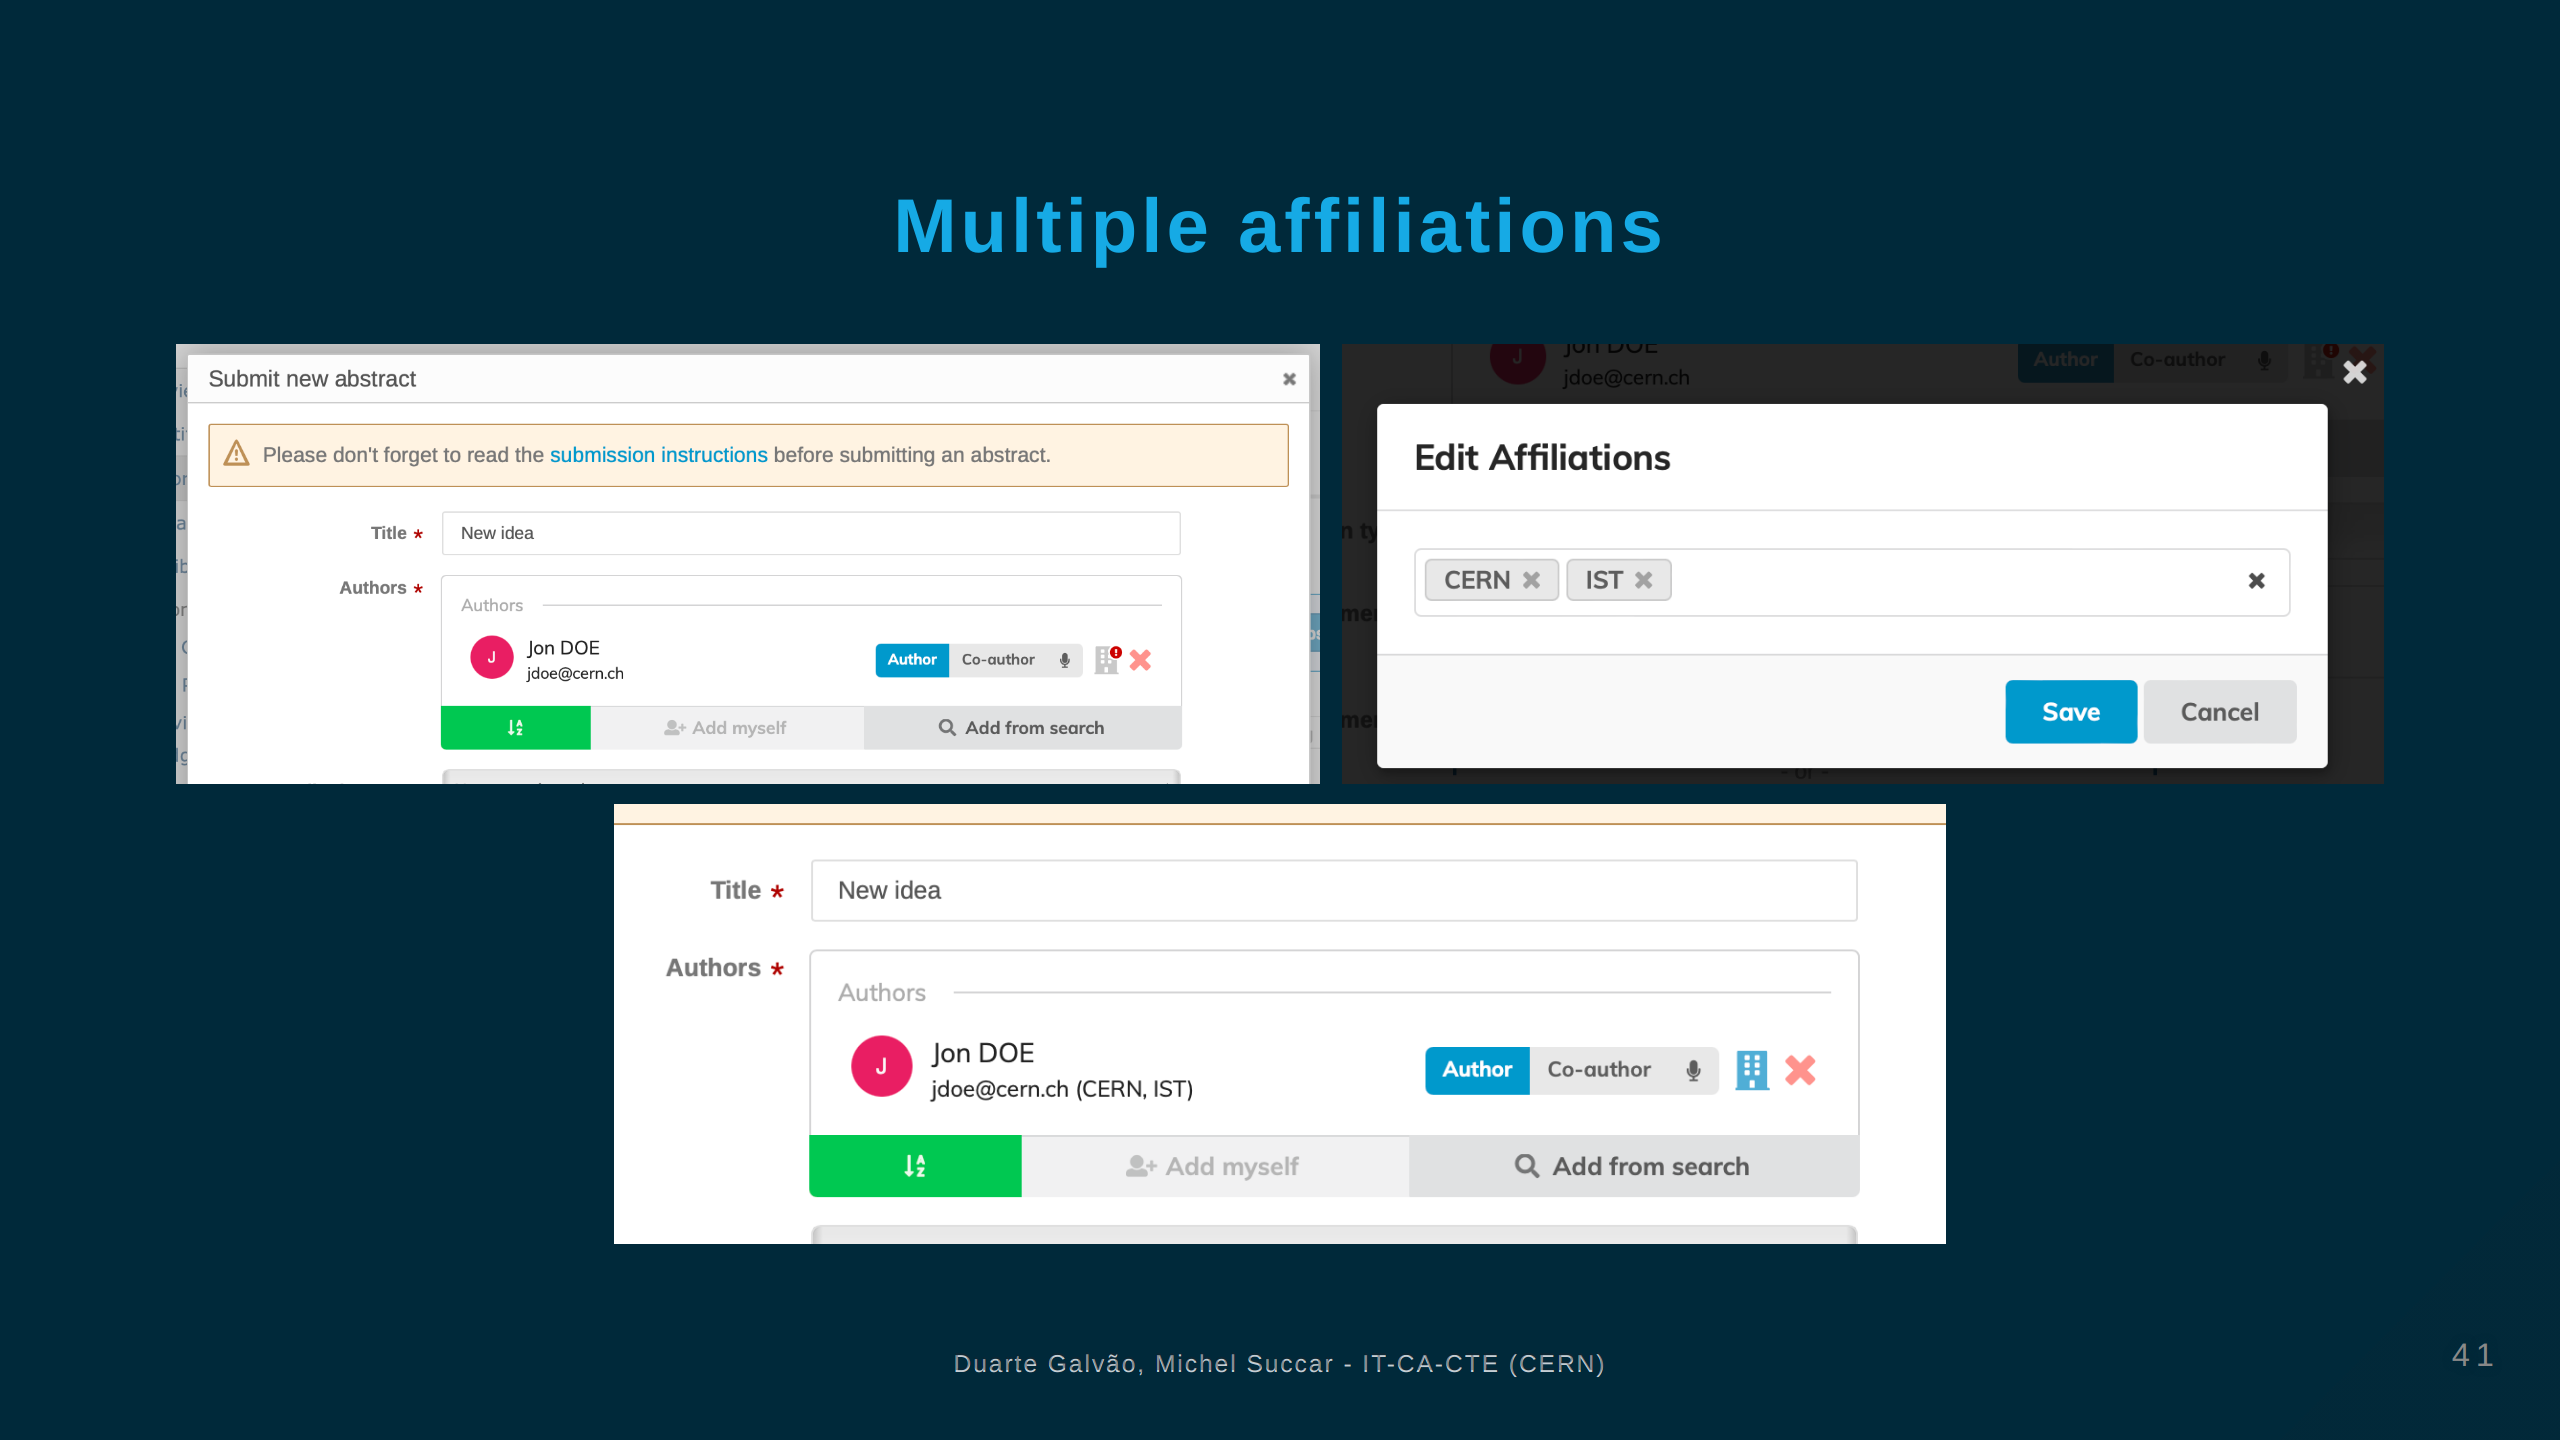 Multiple affiliations
Submit new abstract
Please don't forget to read the submission instructions before submitting an abstract.
Title *
New idea
Authors *
Authors
J
Jon DOE
jdoe@cern.ch
Author
Co-author
Add myself
Add from search
J
Jon DOE
jdoe@cern.ch
Author
Co-author
Edit Affiliations
CERN
IST
Save
Cancel
- or -
Title *
New idea
Authors *
Authors
J
Jon DOE
jdoe@cern.ch (CERN, IST)
Author
Co-author
Add myself
Add from search
Duarte Galvão, Michel Succar - IT-CA-CTE (CERN)
41